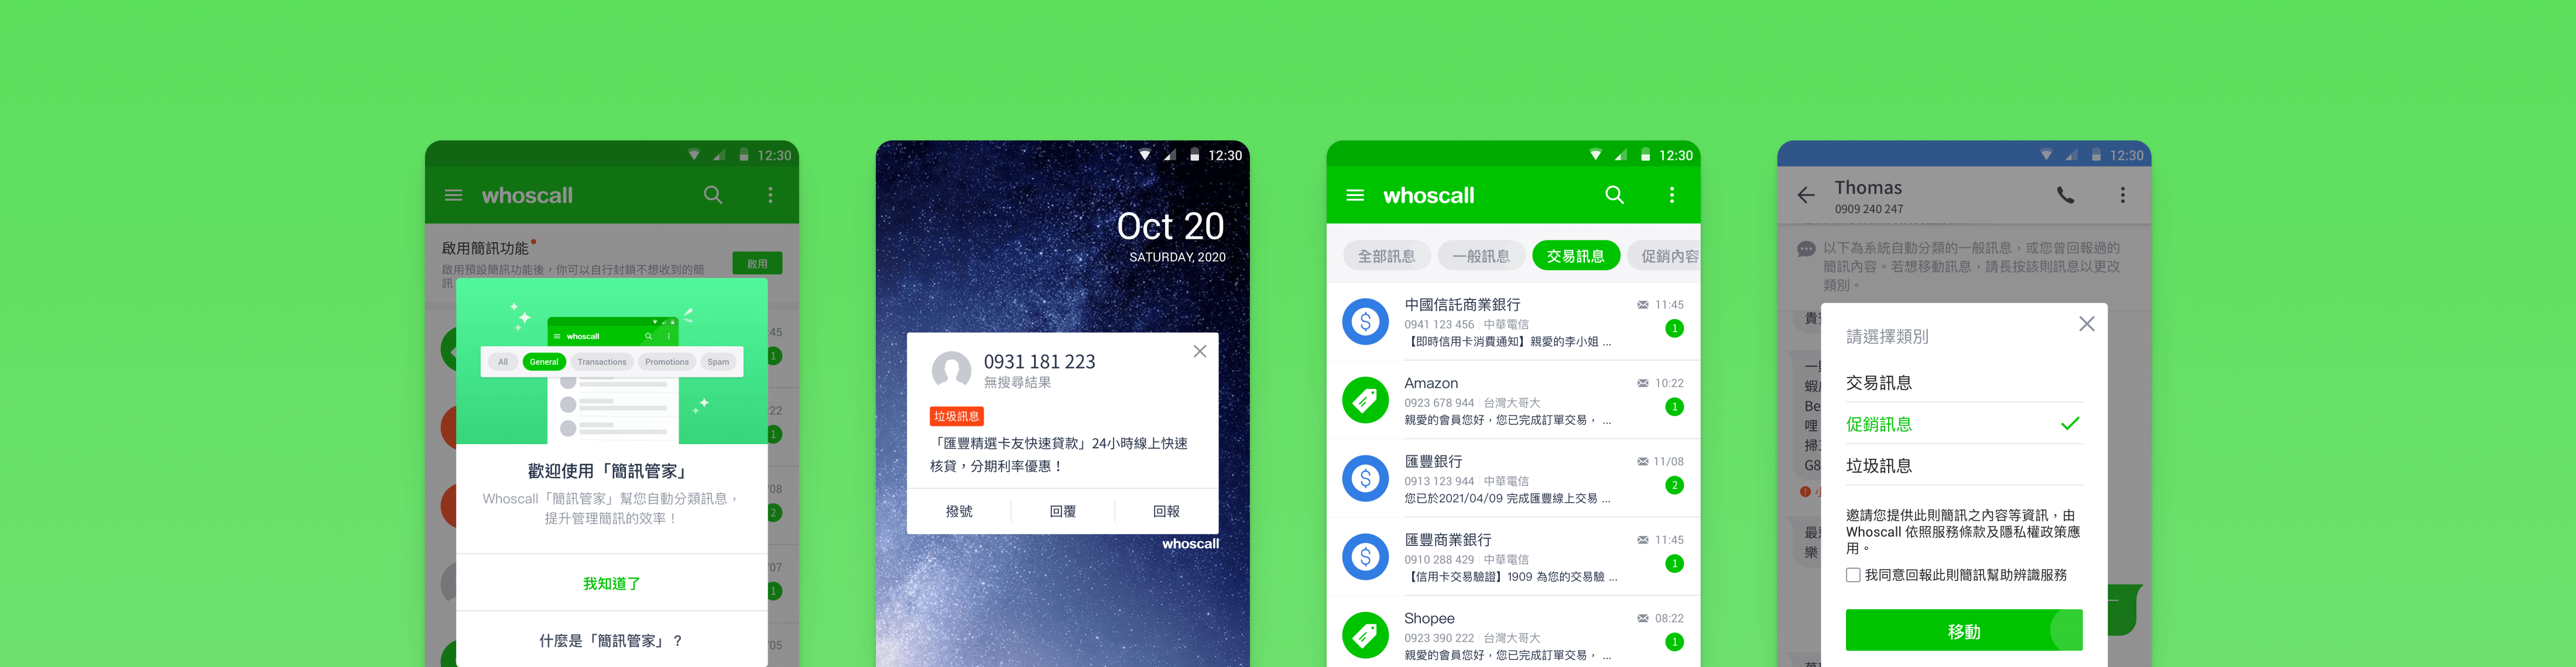 12:30
whoscall
啟用簡訊功能
啟用預設簡訊功能後，你可以自行封鎖不想收到的簡
訊
啟用
:45
1
:22
1
/08
2
/07
1
/05
whoscall
All General Transactions Promotions Spam
歡迎使用「簡訊管家」
Whoscall「簡訊管家」幫您自動分類訊息，
提升管理簡訊的效率！
我知道了
什麼是「簡訊管家」？
12:30
Oct 20
SATURDAY, 2020
0931 181 223
無搜尋結果
垃圾訊息
「匯豐精選卡友快速貸款」24小時線上快速
核貸，分期利率優惠！
撥號 回覆 回報
whoscall
12:30
whoscall
全部訊息 一般訊息 交易訊息 促銷內容
中國信託商業銀行 11:45
0941 123 456 中華電信 1
【即時信用卡消費通知】親愛的李小姐 ...
Amazon 10:22
0923 678 944 台灣大哥大 1
親愛的會員您好，您已完成訂單交易， ...
匯豐銀行 11/08
0913 123 944 中華電信 2
您已於2021/04/09 完成匯豐線上交易 ...
匯豐商業銀行 11:45
0910 288 429 中華電信 1
【信用卡交易驗證】1909 為您的交易驗 ...
Shopee 08:22
0923 390 222 台灣大哥大 1
親愛的會員您好，您已完成訂單交易， ...
12:30
Thomas
0909 240 247
以下為系統自動分類的一般訊息，或您曾回報過的
簡訊內容。若想移動訊息，請長按該則訊息以更改
類別。
貴
一
蝦
Be
哩
掃
G8
小
最
樂
請選擇類別
交易訊息
促銷訊息
垃圾訊息
邀請您提供此則簡訊之內容等資訊，由
Whoscall 依照服務條款及隱私權政策應
用。
我同意回報此則簡訊幫助辨識服務
移動